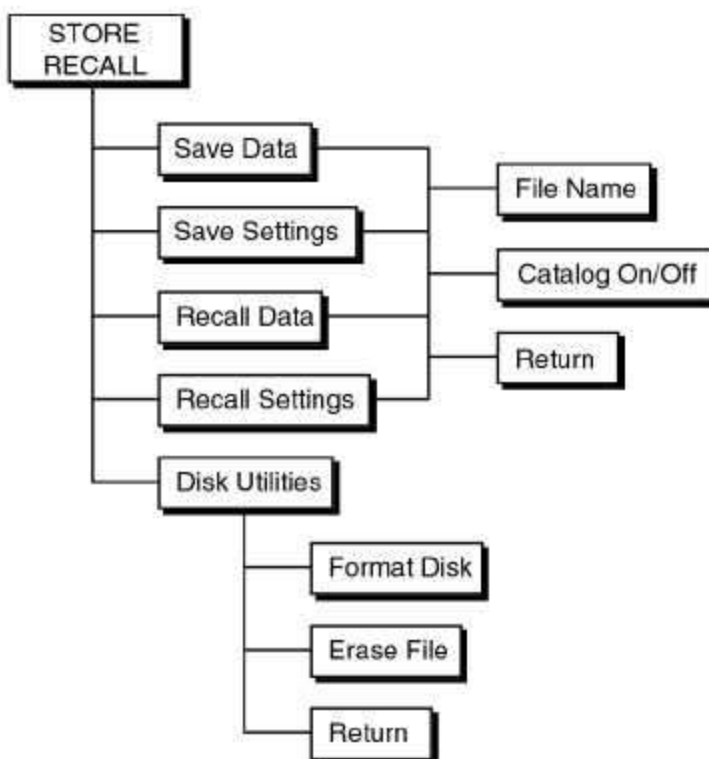 STORE
RECALL
Save Data
File Name
Save Settings
Catalog On/Off
Recall Data
Return
Recall Settings
Disk Utilities
Format Disk
Erase File
Return